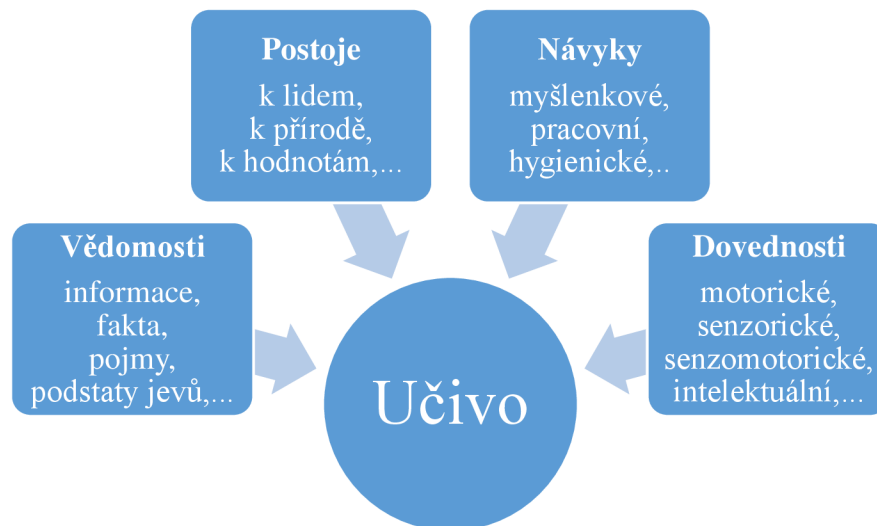 Postoje
k lidem,
k přírodě,
k hodnotám,...
Návyky
myšlenkové,
pracovní,
hygienické,..
Vědomosti
informace,
fakta,
pojmy,
podstaty jevů,...
Dovednosti
motorické,
senzorické,
senzomotorické,
intelektuální,...
Učivo